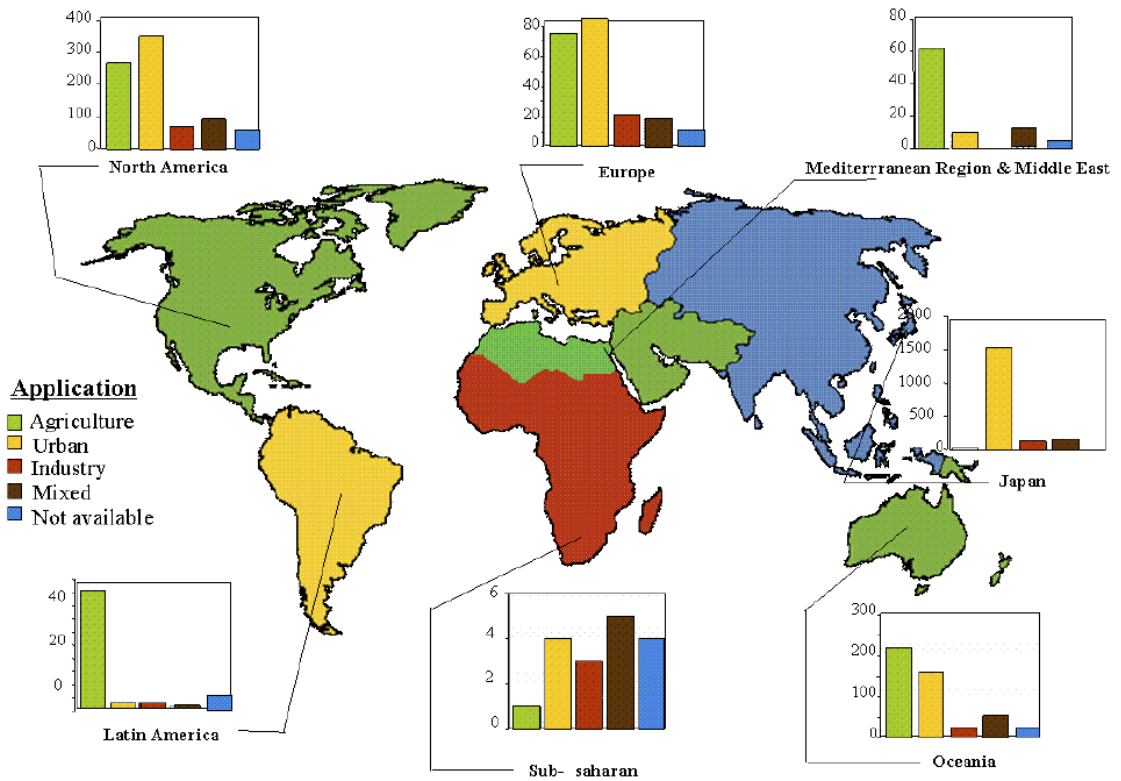 400
300
200
100
0
North America
80
60
40
20
0
Europe
80
60
40
20
0
Mediterrranean Region & Middle East
2000
1500
1000
500
0
Japan
Application
Agriculture
Urban
Industry
Mixed
Not available
40
20
0
Latin America
6
4
2
0
Sub- saharan
300
200
100
0
Oceania